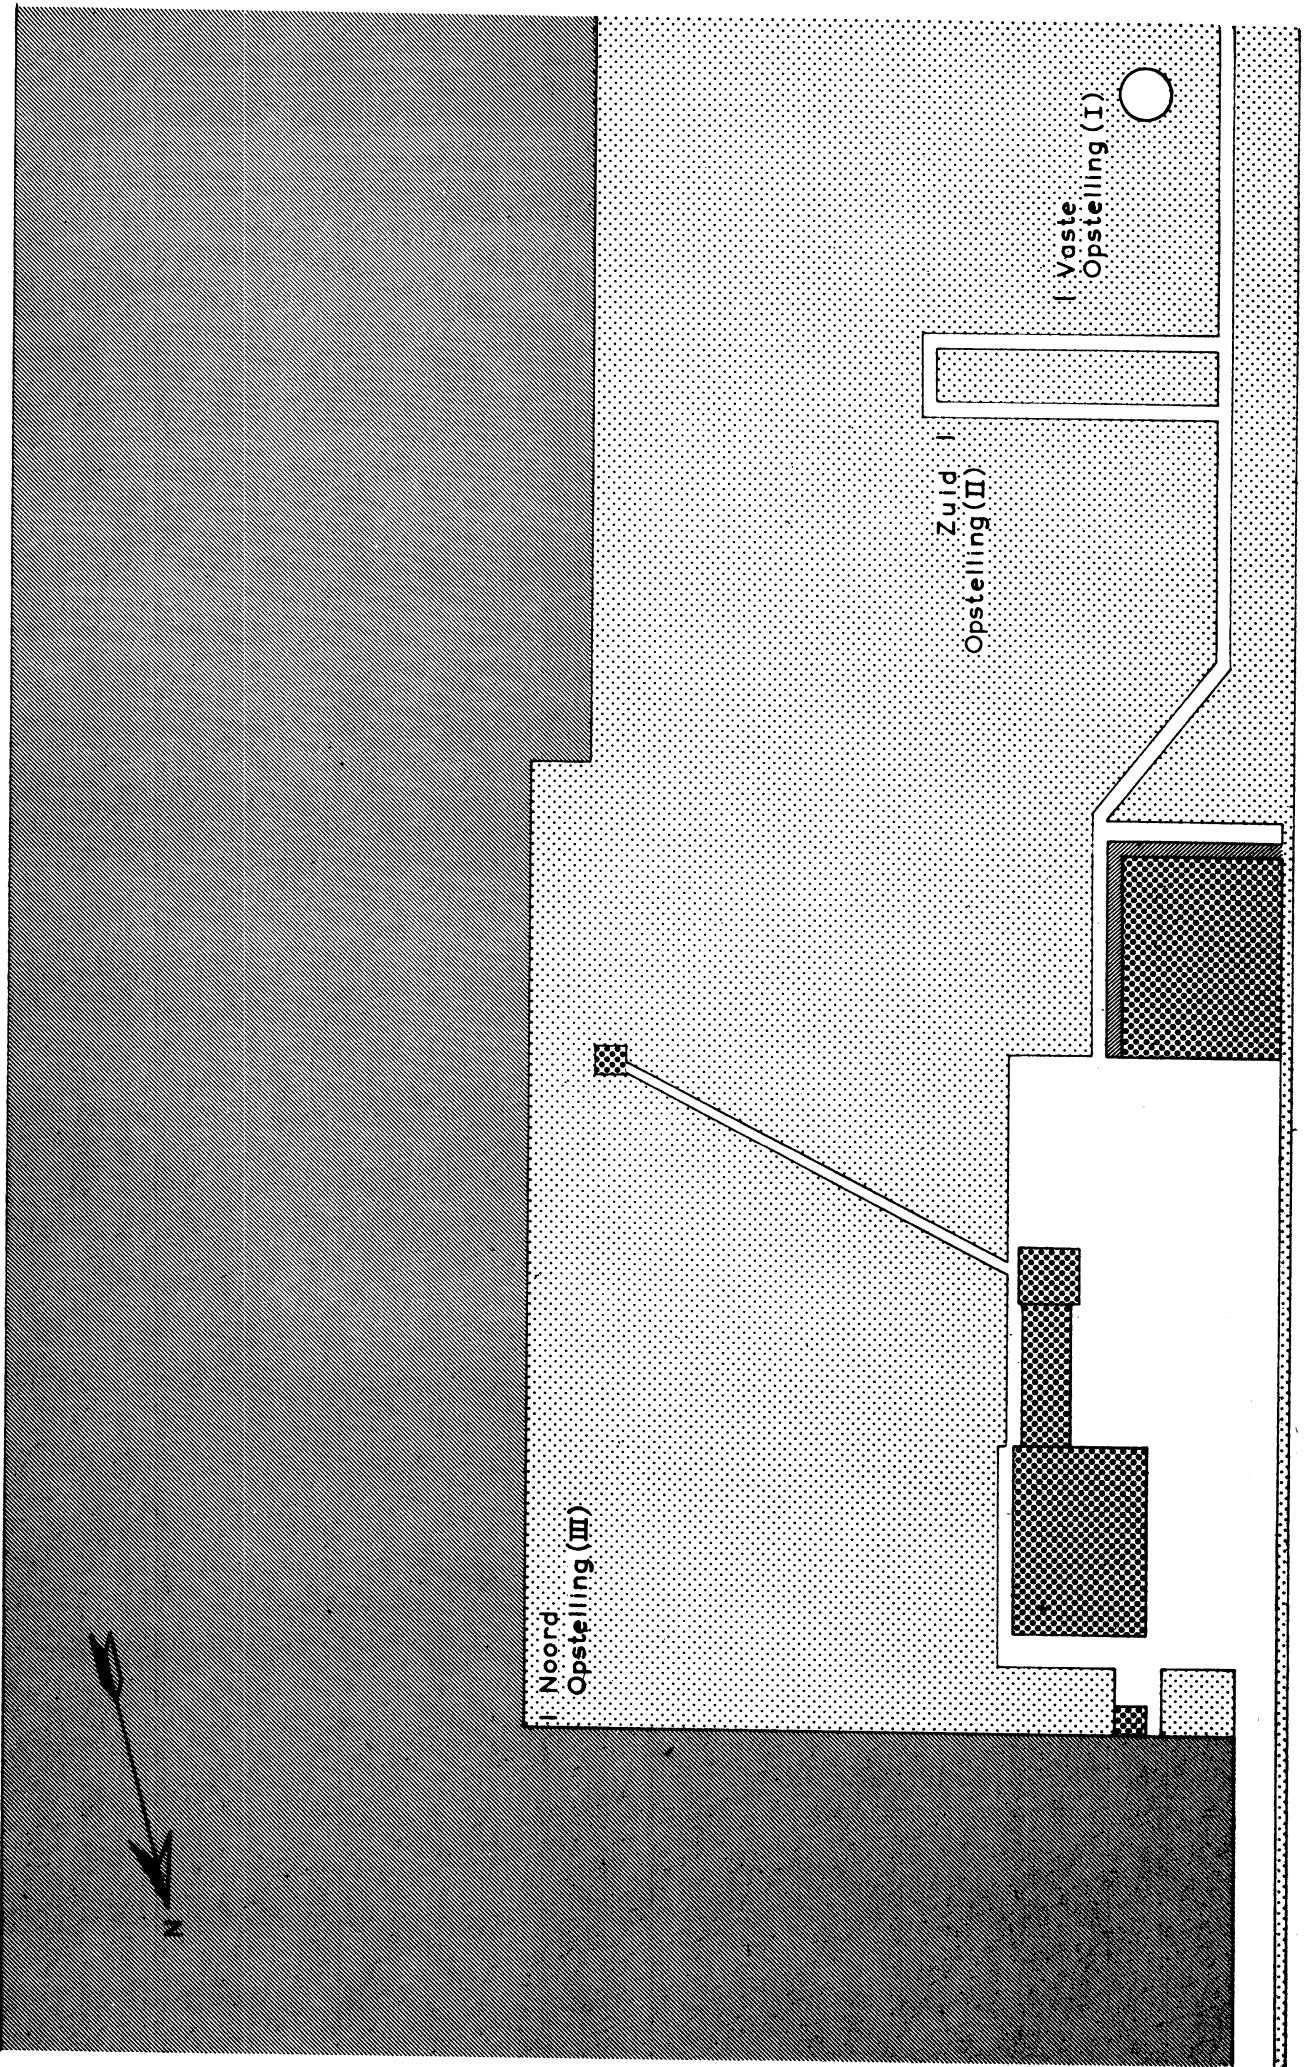 Vaste
Opstelling (I)
Zuid
Opstelling (II)
Noord
Opstelling (III)
N